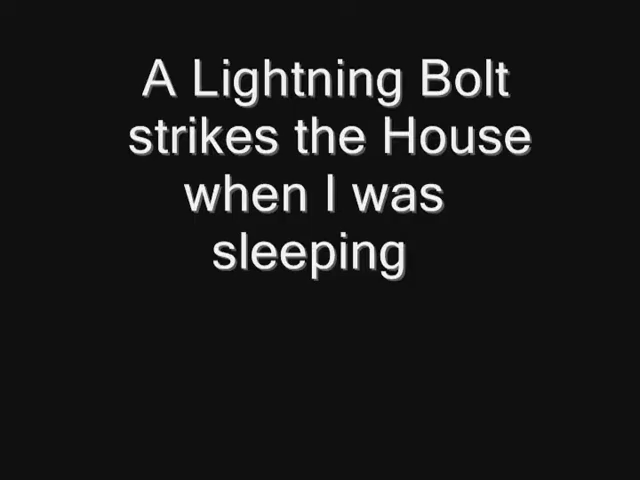 A Lightning Bolt
strikes the House
when I was
sleeping